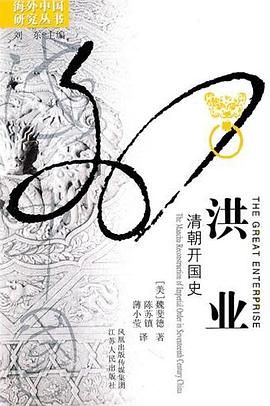 海外中国
研究丛书
刘东主编
洪业
THE GREAT ENTERPRISE
清朝开国史
The Manchu Reconstruction of Imperial Order in Seventeenth-Century China
[美]魏斐德 著
陈苏镇
薄小莹 译
凤凰出版传媒集团
江苏人民出版社